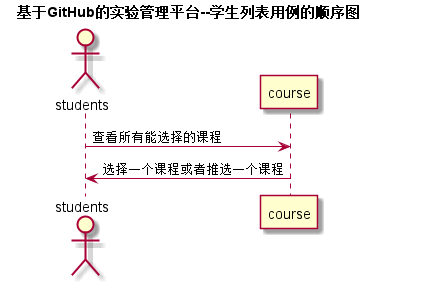 基于GitHub的实验管理平台--学生列表用例的顺序图
students
course
查看所有能选择的课程
选择一个课程或者推选一个课程
students
course